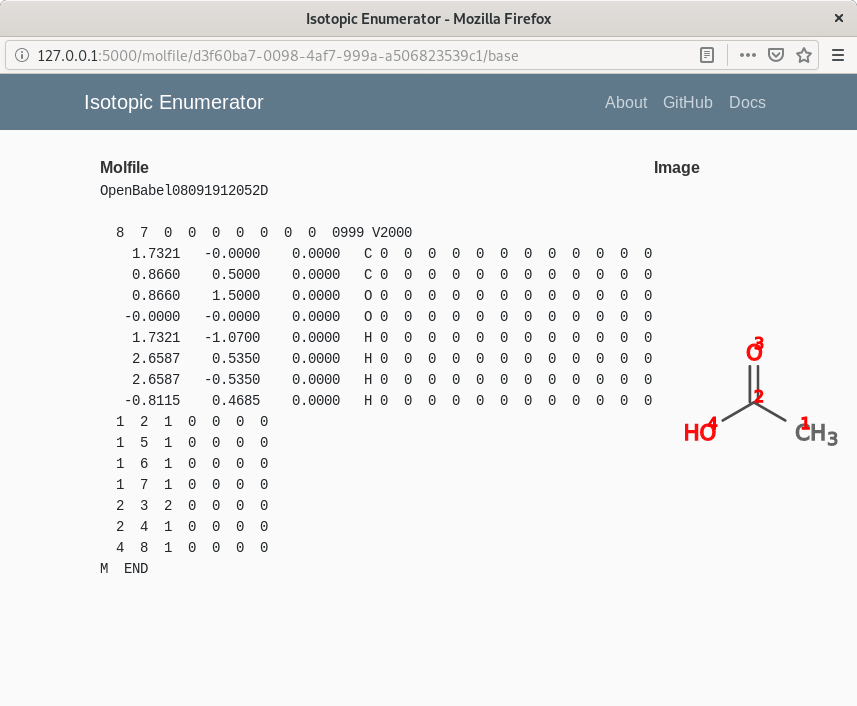 Isotopic Enumerator - Mozilla Firefox
127.0.0.1:5000/molfile/d3f60ba7-0098-4af7-999a-a506823539c1/base
Isotopic Enumerator About GitHub Docs
Molfile Image
OpenBabel08091912052D
8 7 0 0 0 0 0 0 0 0999 V2000
1.7321 -0.0000 0.0000 C 0 0 0 0 0 0 0 0 0 0 0 0
0.8660 0.5000 0.0000 C 0 0 0 0 0 0 0 0 0 0 0 0
0.8660 1.5000 0.0000 O 0 0 0 0 0 0 0 0 0 0 0 0
-0.0000 -0.0000 0.0000 O 0 0 0 0 0 0 0 0 0 0 0 0
1.7321 -1.0700 0.0000 H 0 0 0 0 0 0 0 0 0 0 0 0
2.6587 0.5350 0.0000 H 0 0 0 0 0 0 0 0 0 0 0 0
2.6587 -0.5350 0.0000 H 0 0 0 0 0 0 0 0 0 0 0 0
-0.8115 0.4685 0.0000 H 0 0 0 0 0 0 0 0 0 0 0 0
1 2 1 0 0 0 0
1 5 1 0 0 0 0
1 6 1 0 0 0 0
1 7 1 0 0 0 0
2 3 2 0 0 0 0
2 4 1 0 0 0 0
4 8 1 0 0 0 0
M END
3
O
2
4 1
HO CH3